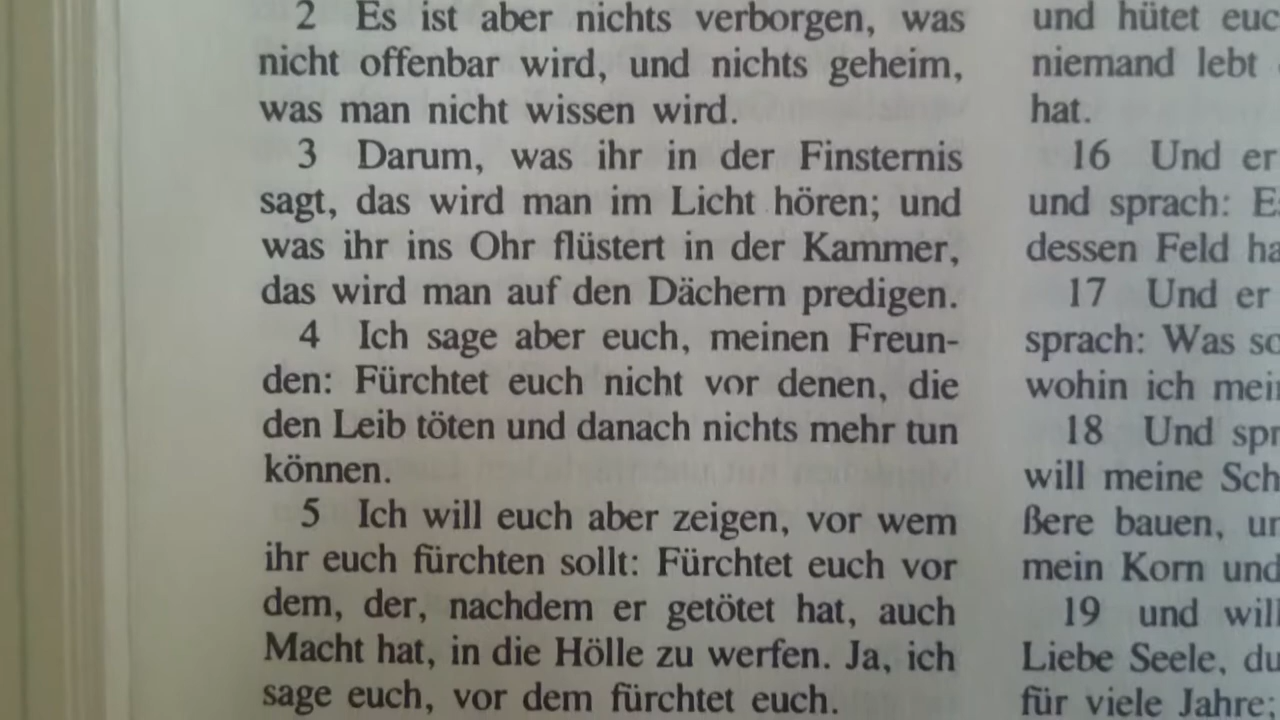 2 Es ist aber nichts verborgen, was
nicht offenbar wird, und nichts geheim,
was man nicht wissen wird.
3 Darum, was ihr in der Finsternis
sagt, das wird man im Licht hören; und
was ihr ins Ohr flüstert in der Kammer,
das wird man auf den Dächern predigen.
4 Ich sage aber euch, meinen Freun-
den: Fürchtet euch nicht vor denen, die
den Leib töten und danach nichts mehr tun
können.
5 Ich will euch aber zeigen, vor wem
ihr euch fürchten sollt: Fürchtet euch vor
dem, der, nachdem er getötet hat, auch
Macht hat, in die Hölle zu werfen. Ja, ich
sage euch, vor dem fürchtet euch.
und hütet
niemand lebt
hat.
16 Und er
und sprach:
dessen Feld
17 Und er
sprach: Was
wohin ich
18 Und
will meine
ßere bauen,
mein Korn und
19 und
Liebe Seele, du
für viele Jahre;